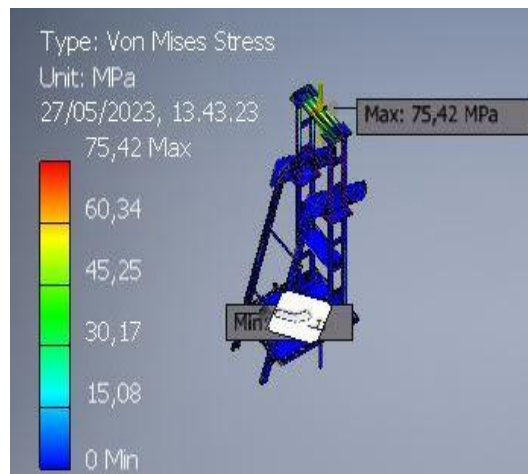 Type: Von Mises Stress
Unit: MPa
27/05/2023, 13.43.23
75,42 Max
Max: 75,42 MPa
60,34
45,25
30,17
Min:
15,08
0 Min